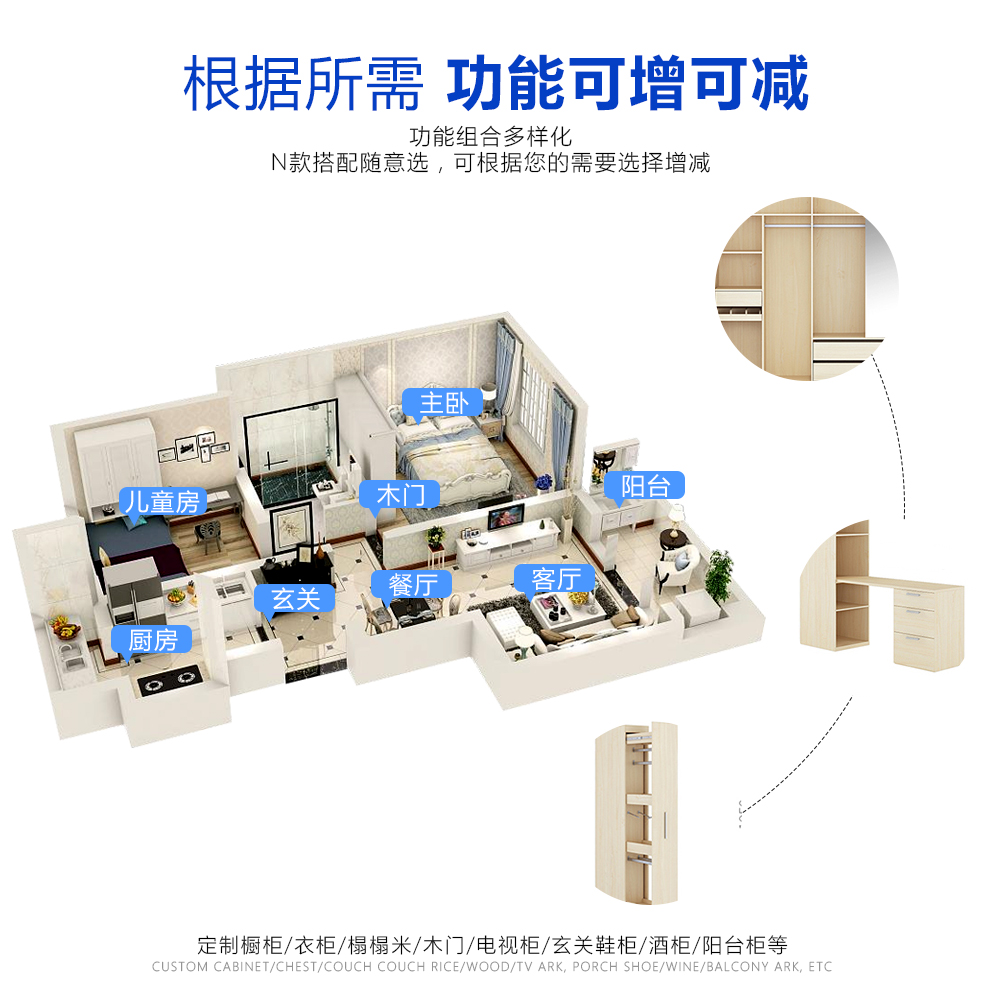 根据所需 功能可增可减
功能组合多样化
N款搭配随意选，可根据您的需要选择增减
主卧
木门
阳台
儿童房
玄关
餐厅
客厅
厨房
定制橱柜/衣柜/榻榻米/木门/电视柜/玄关鞋柜/酒柜/阳台柜等
CUSTOM CABINET/CHEST/COUCH COUCH RICE/WOOD/TV ARK, PORCH SHOE/WINE/BALCONY ARK, ETC